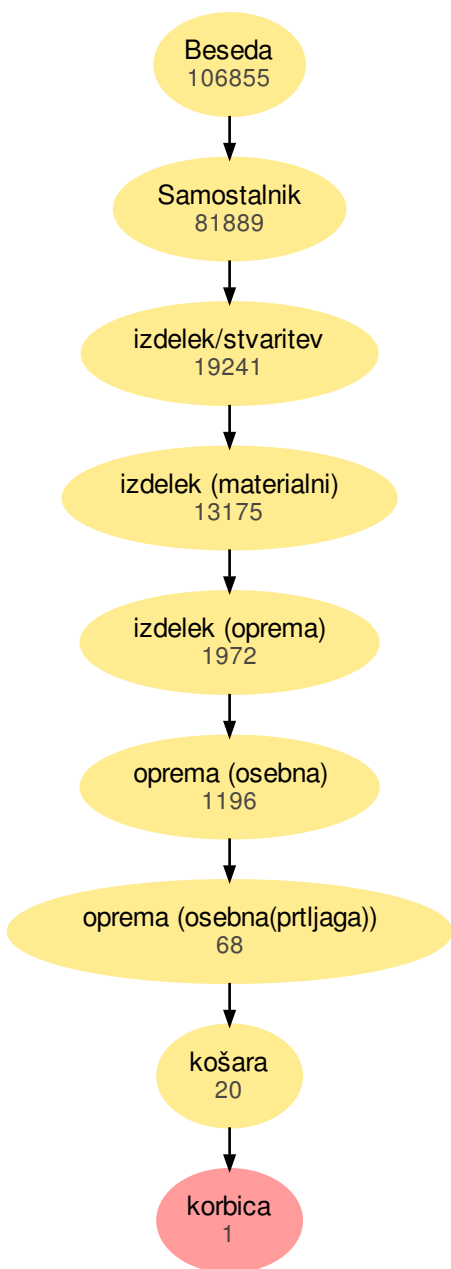 Beseda
106855
Samostalnik
81889
izdelek/stvaritev
19241
izdelek (materialni)
13175
izdelek (oprema)
1972
oprema (osebna)
1196
oprema (osebna(prtljaga))
68
košara
20
korbica
1